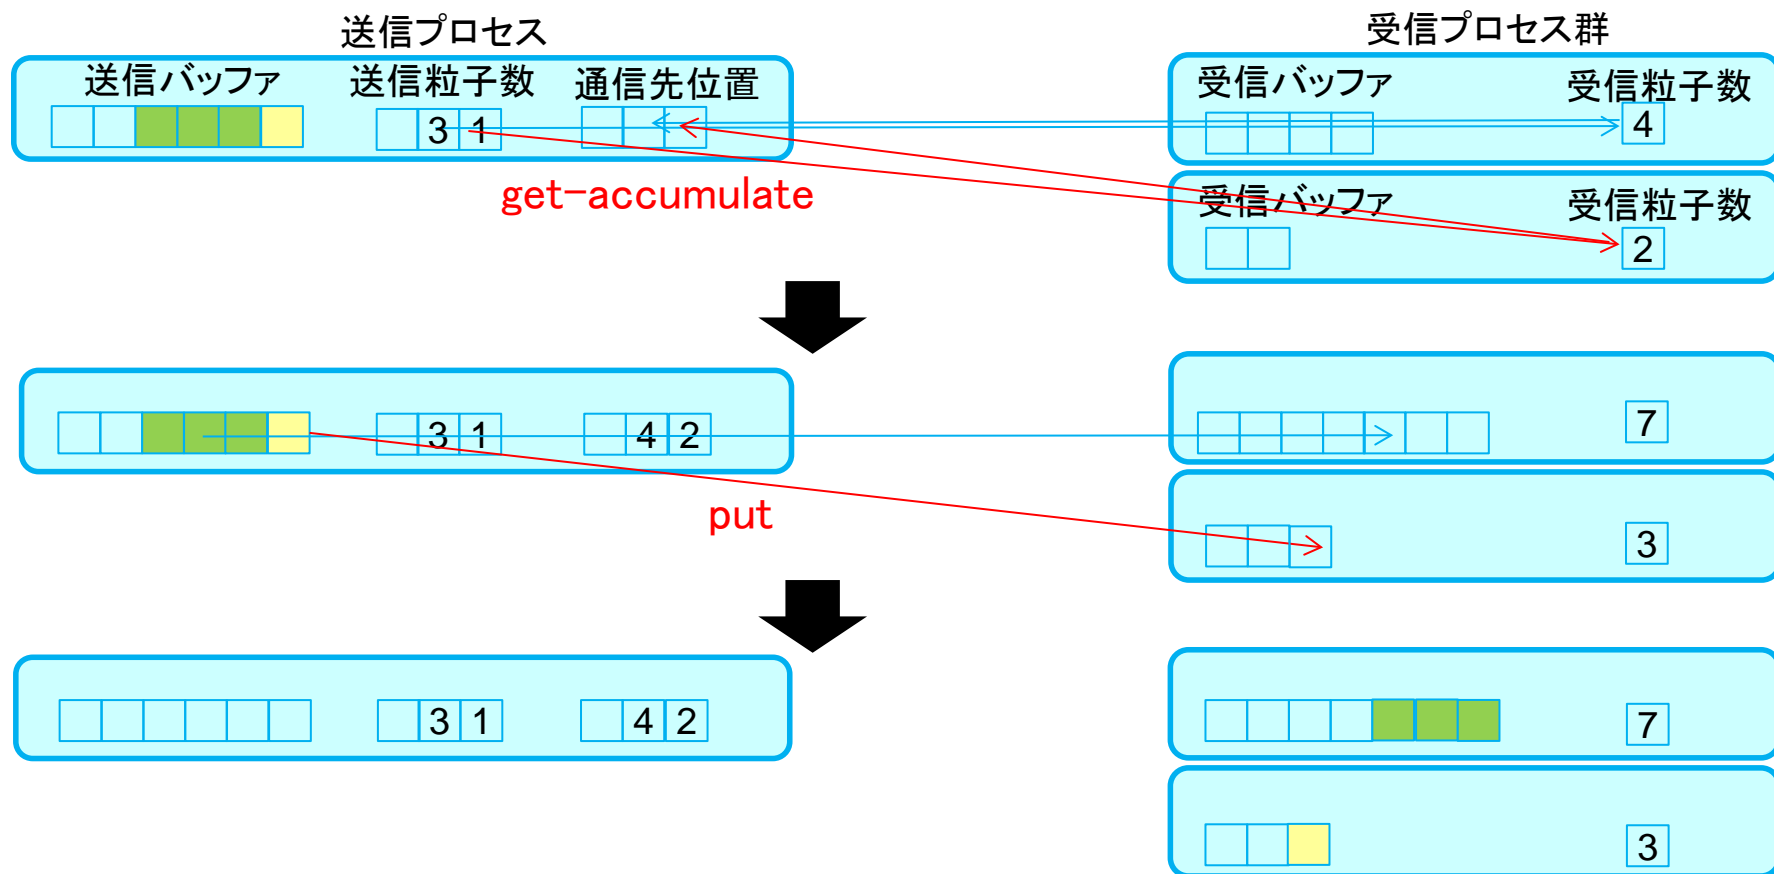 送信プロセス
受信プロセス群
送信バッファ 送信粒子数 通信先位置
受信バッファ 受信粒子数
3 1
4
get-accumulate
受信バッファ 受信粒子数
2
3 1 4 2
7
put
3
3 1 4 2
7
3